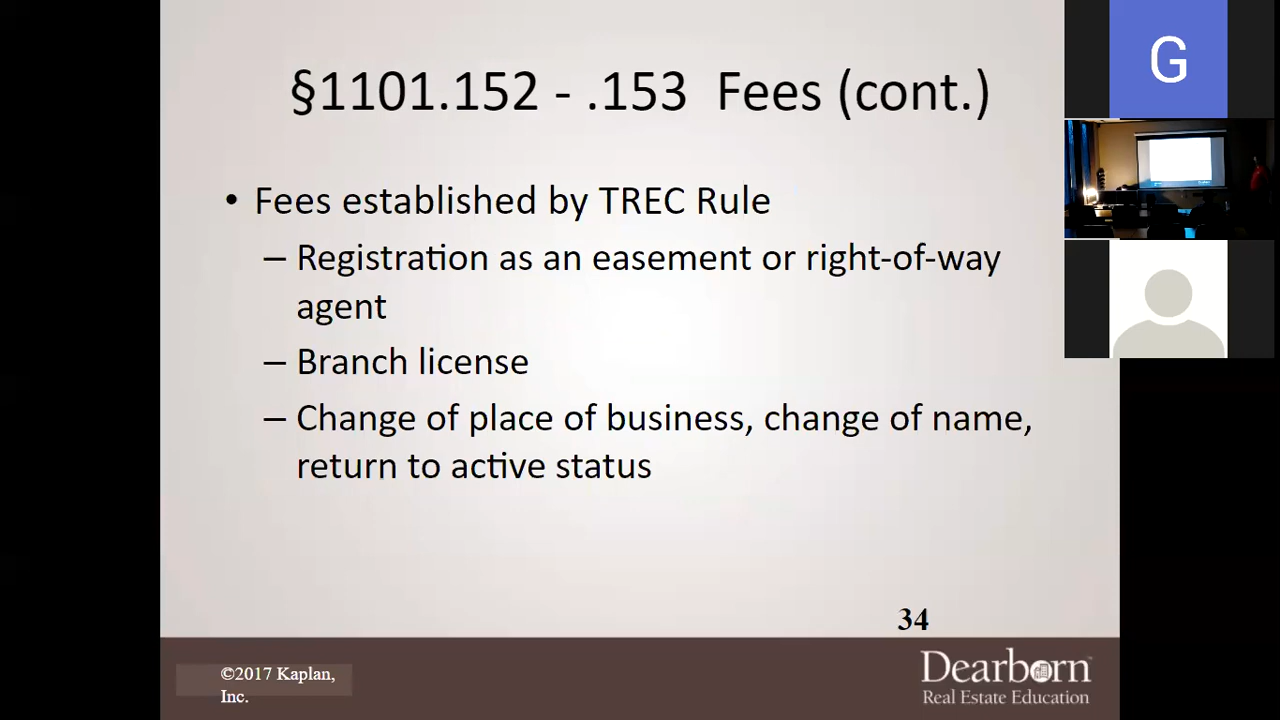 §1101.152 - .153 Fees (cont.)
• Fees established by TREC Rule
– Registration as an easement or right-of-way
agent
– Branch license
– Change of place of business, change of name,
return to active status
34
©2017 Kaplan,
Inc.
Dearborn
Real Estate Education
G